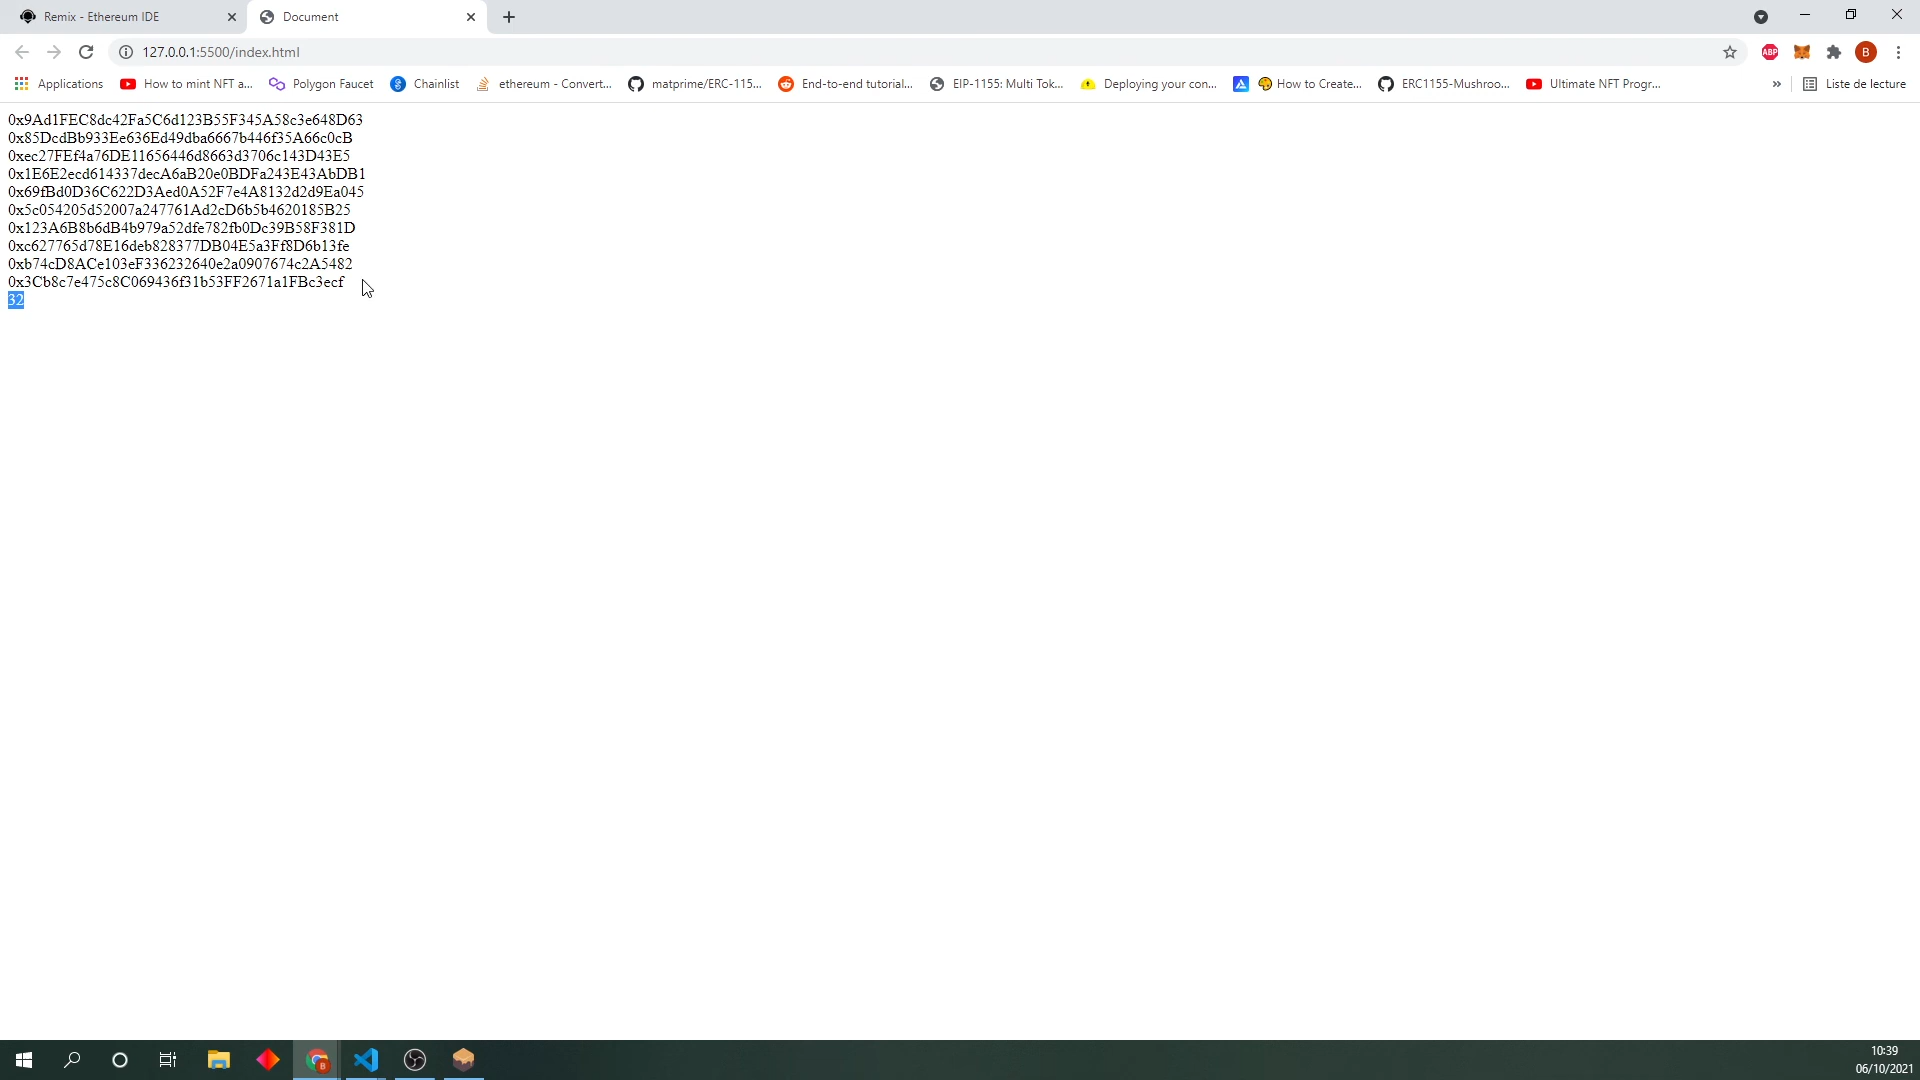 Remix - Ethereum IDE
Document
127.0.0.1:5500/index.html
ABP
B
Applications
How to mint NFT a...
Polygon Faucet
Chainlist
ethereum - Convert...
matprime/ERC-115...
End-to-end tutorial...
EIP-1155: Multi Tok...
Deploying your con...
How to Create...
ERC1155-Mushroo...
Ultimate NFT Progr...
»
Liste de lecture
0x9Ad1FEC8dc42Fa5C6d123B55F345A58c3e648D63
0x85DcdBb933Ee636Ed49dba6667b446f35A66c0cB
0xec27FEf4a76DE11656446d8663d3706c143D43E5
0x1E6E2ecd614337decA6aB20e0BDFa243E43AbDB1
0x69fBd0D36C622D3Aed0A52F7e4A8132d2d9Ea045
0x5c054205d52007a247761Ad2cD6b5b4620185B25
0x123A6B8b6dB4b979a52dfe782fb0Dc39B58F381D
0xc627765d78E16deb828377DB04E5a3Ff8D6b13fe
0xb74cD8ACe103eF336232640e2a0907674c2A5482
0x3Cb8c7e475c8C069436f31b53FF2671a1FBc3ecf
32
10:39
06/10/2021